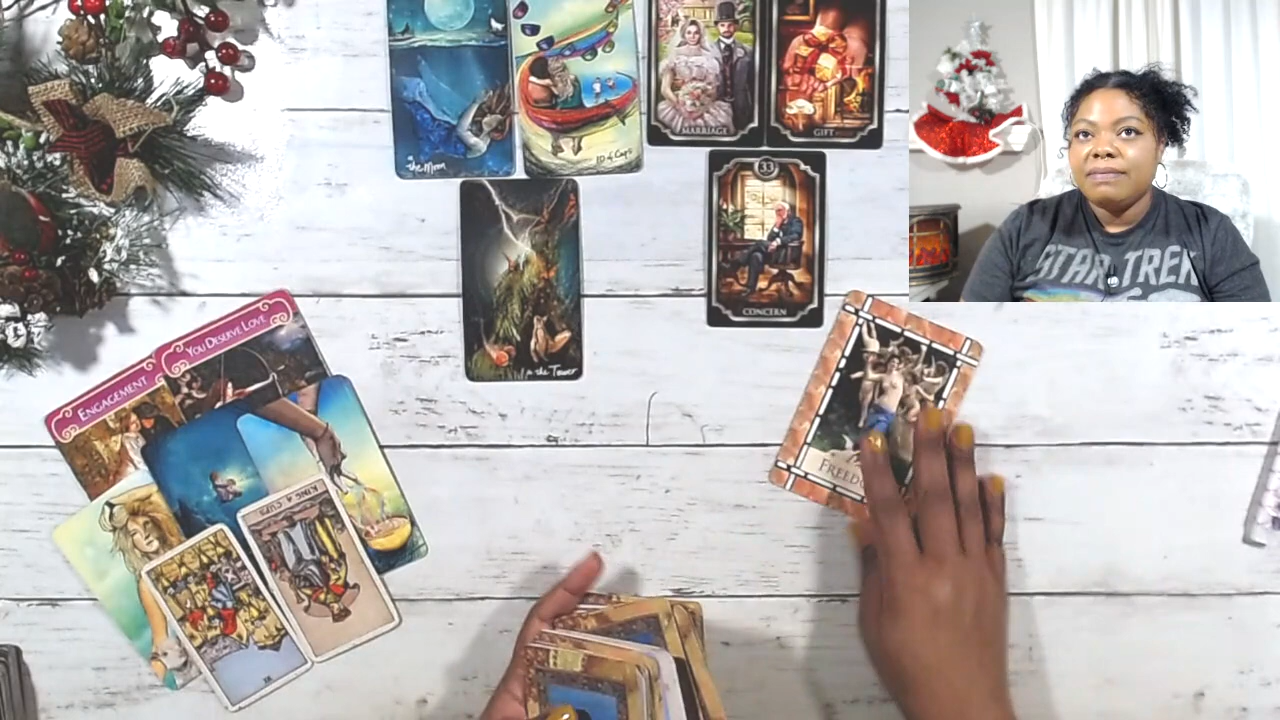 the Moon
10 of Cups
MARRIAGE
GIFT
33
CONCERN
the Tower
STAR TREK
YOU DESERVE LOVE
ENGAGEMENT
KING of CUPS